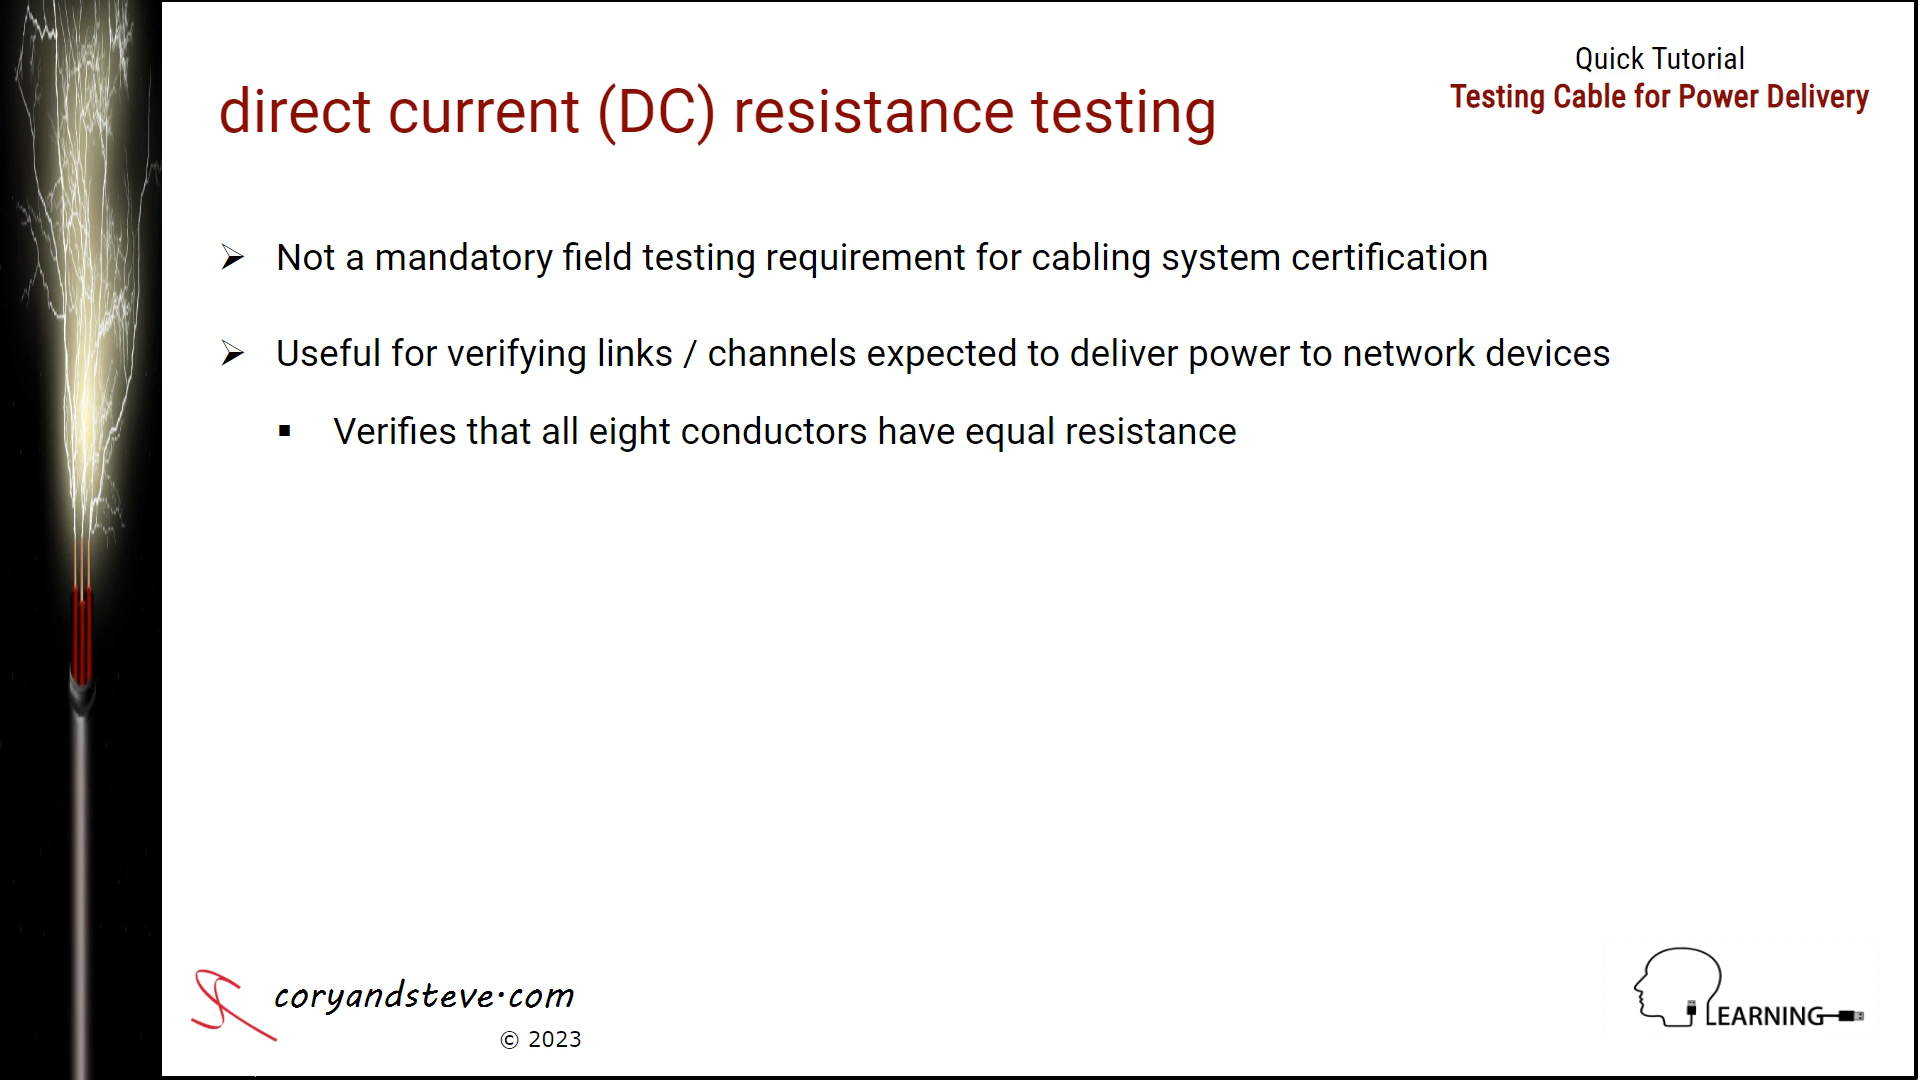 Quick Tutorial
Testing Cable for Power Delivery
direct current (DC) resistance testing
➢ Not a mandatory field testing requirement for cabling system certification
➢ Useful for verifying links / channels expected to deliver power to network devices
▪ Verifies that all eight conductors have equal resistance
coryandsteve.com
© 2023
LEARNING